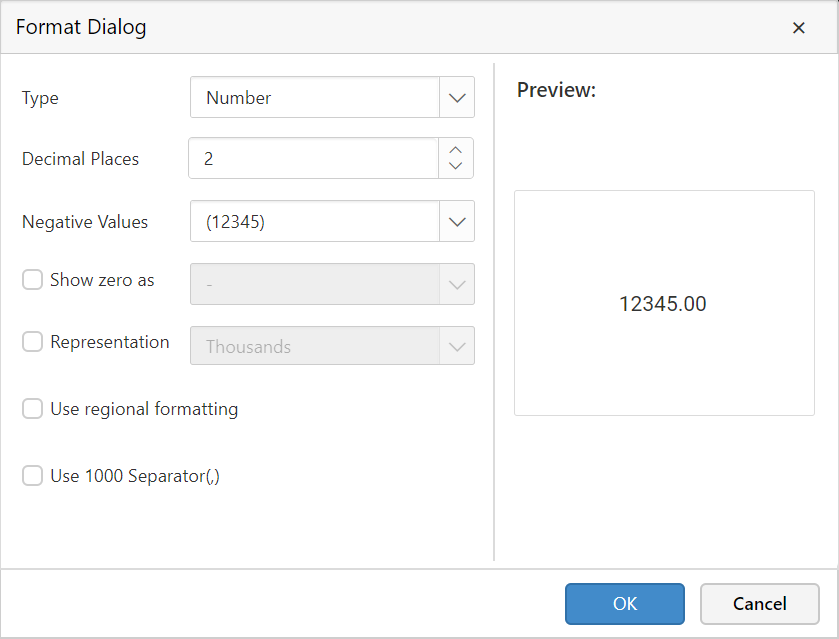 Format Dialog
Type
Number
Decimal Places
2
Negative Values
(12345)
Show zero as
-
Representation
Thousands
Use regional formatting
Use 1000 Separator(,)
Preview:
12345.00
OK
Cancel